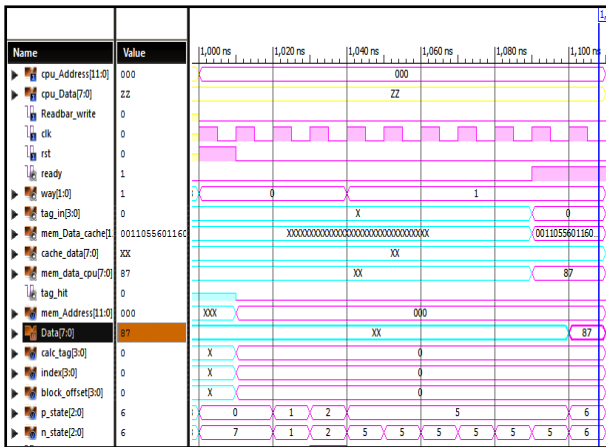 1,
Name Value 1,000 ns 1,020 ns 1,040 ns 1,060 ns 1,080 ns 1,100 ns
cpu_Address[11:0] 000 000
cpu_Data[7:0] ZZ ZZ
Readbar_write 0
clk 0
rst 0
ready 1
way[1:0] 1 0 1
tag_in[3:0] 0 X 0
mem_Data_cache[1 0011055601160 0011055601160...
cache_data[7:0] XX XX
mem_data_cpu[7:0] 87 XX 87
tag_hit 0
mem_Address[11:0] 000 XXX 000
Data[7:0] 87 XX 87
calc_tag[3:0] 0 X 0
index[3:0] 0 X 0
block_offset[3:0] 0 X 0
p_state[2:0] 6 0 1 2 5 6
n_state[2:0] 6 7 1 2 5 5 5 5 5 6